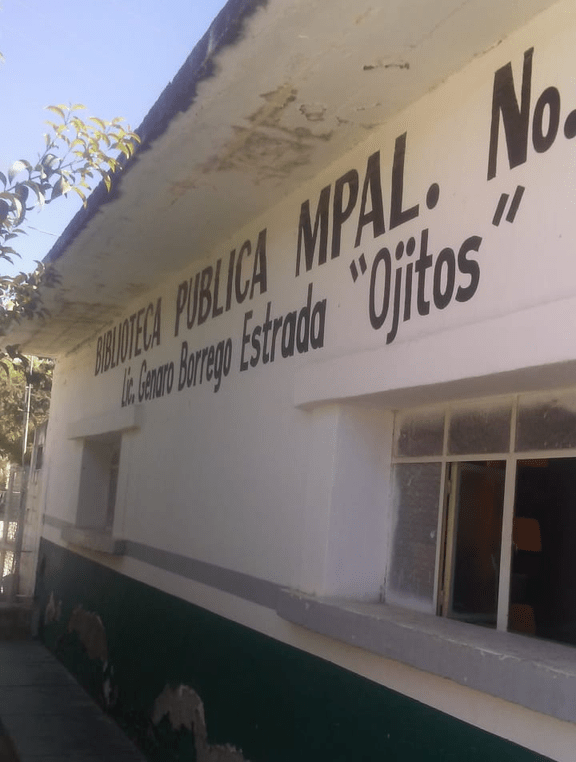 BIBLIOTECA PUBLICA MPAL. No.
Lic. Genaro Borrego Estrada "Ojitos"